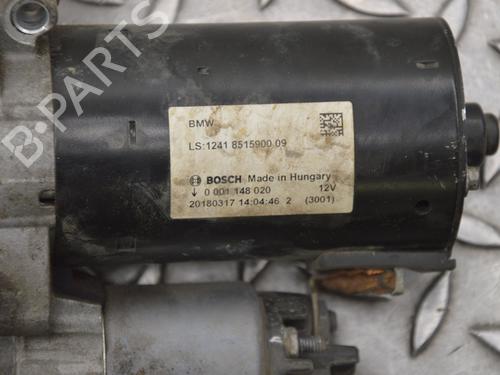 B-PARTS
BMW
LS:1241 8515900 09
BOSCH Made in Hungary
↓ 0 001 148 020 12V
20180317 14:04:46 2 (3001)